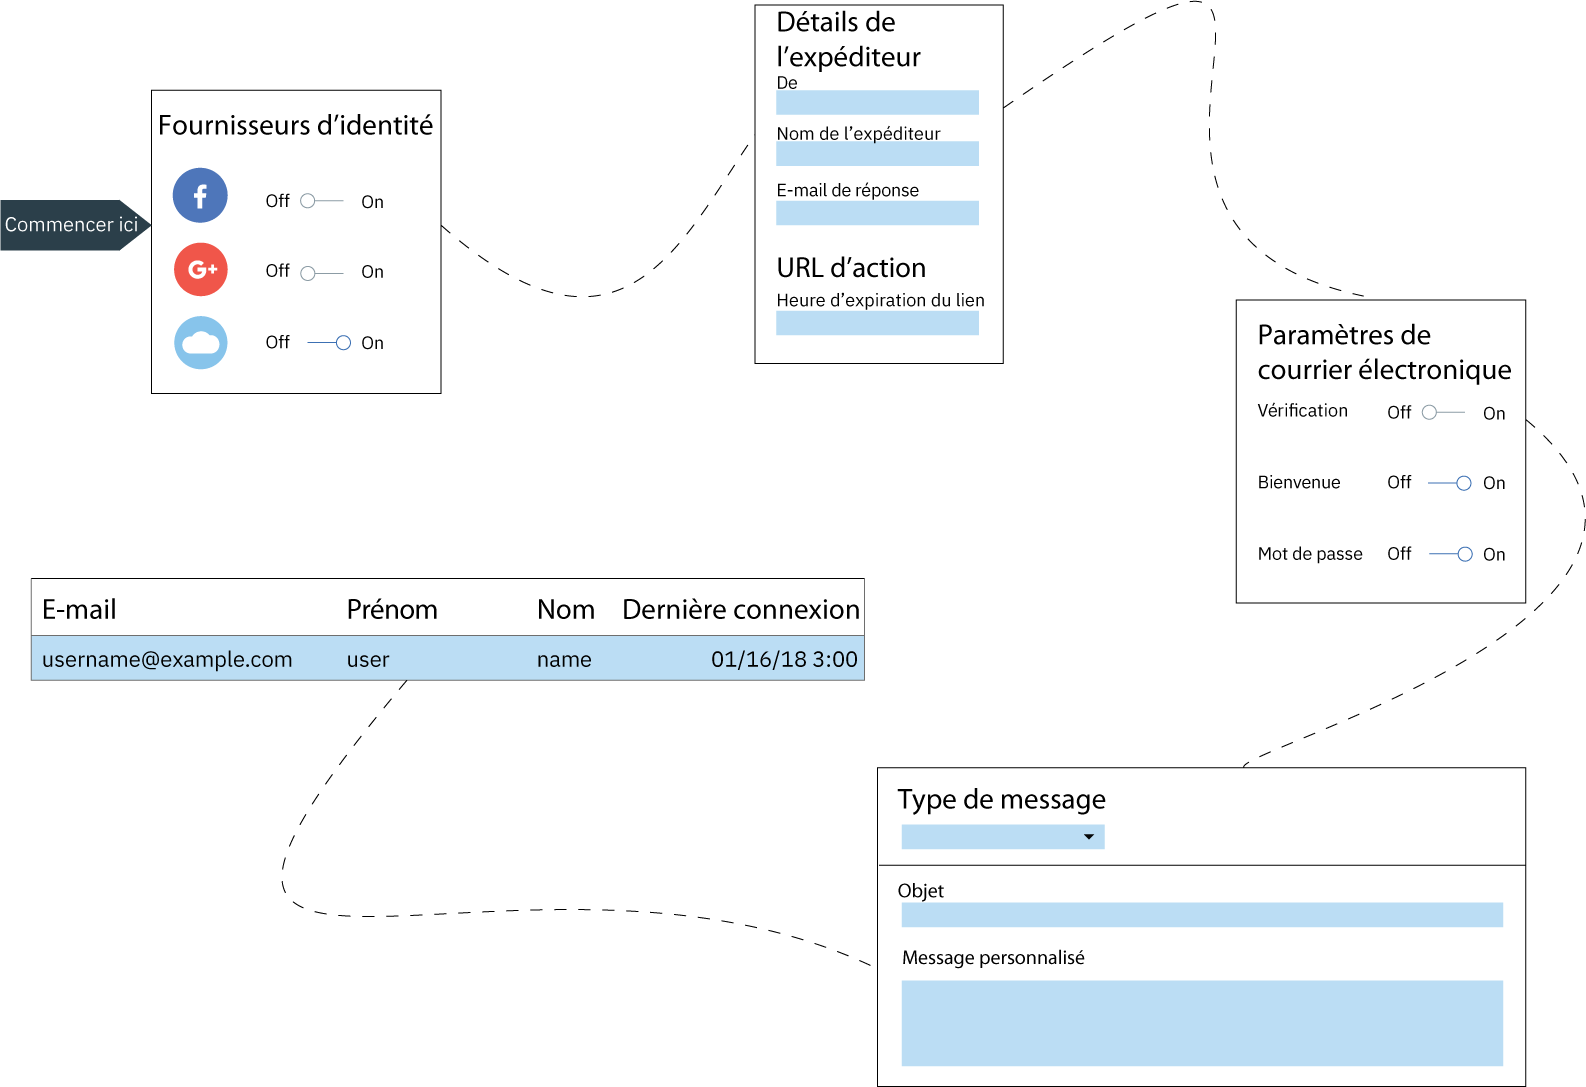 Commencer ici
Fournisseurs d’identité
f
Off On
G+
Off On
Off On
Détails de
l’expéditeur
De
Nom de l’expéditeur
E-mail de réponse
URL d’action
Heure d’expiration du lien
Paramètres de
courrier électronique
Vérification Off On
Bienvenue Off On
Mot de passe Off On
Type de message
Objet
Message personnalisé
E-mail Prénom Nom Dernière connexion
username@example.com user name 01/16/18 3:00